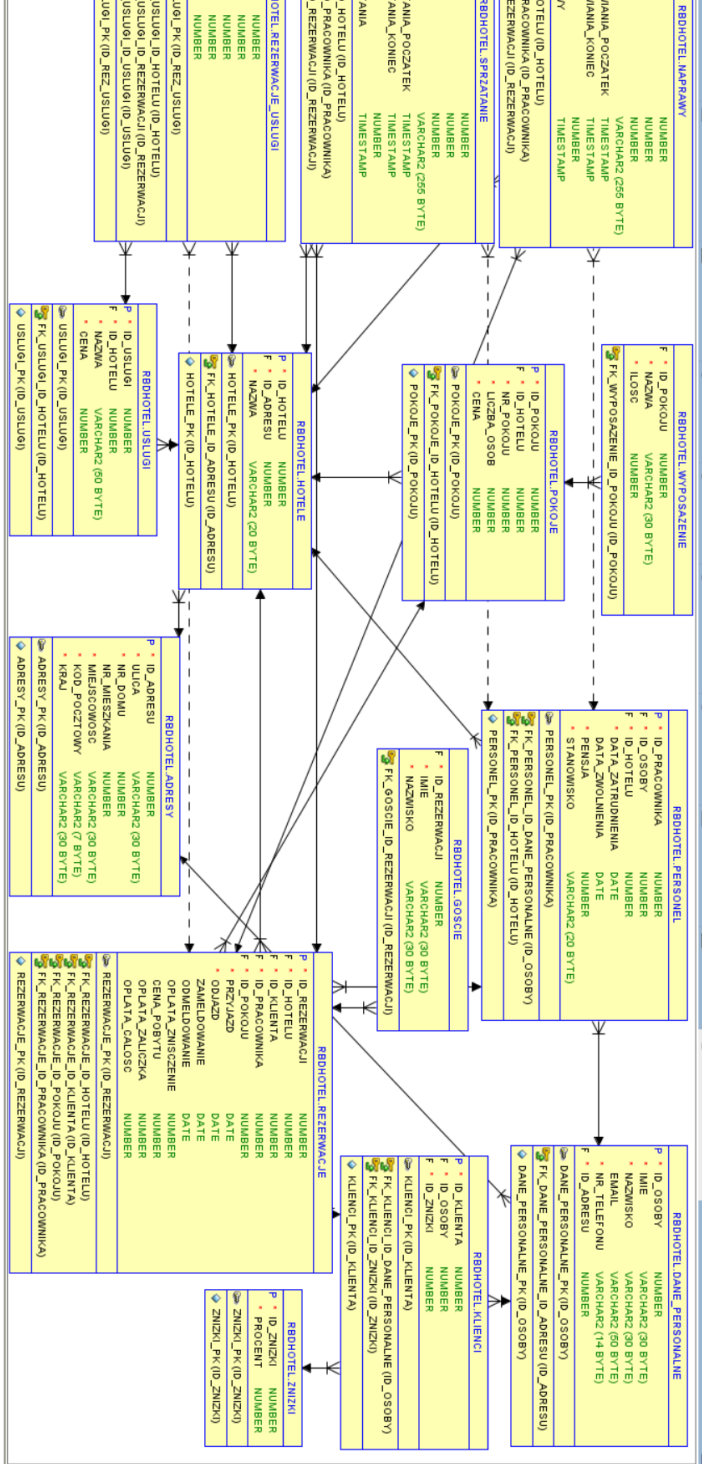 RBDHOTEL.NAPRAWY
NUMBER
NUMBER
NUMBER
VARCHAR2 (255 BYTE)
IANIA_POCZATEK TIMESTAMP
IANIA_KONIEC TIMESTAMP
NUMBER
Y TIMESTAMP
OTELU (ID_HOTELU)
RACOWNIKA (ID_PRACOWNIKA)
EZERWACJI (ID_REZERWACJI)
RBDHOTEL.WYPOSAZENIE
F * ID_POKOJU NUMBER
* NAZWA VARCHAR2 (30 BYTE)
* ILOSC NUMBER
FK_WYPOSAZENIE_ID_POKOJU (ID_POKOJU)
RBDHOTEL.PERSONEL
P * ID_PRACOWNIKA NUMBER
F * ID_OSOBY NUMBER
F * ID_HOTELU NUMBER
* DATA_ZATRUDNIENIA DATE
DATA_ZWOLNIENIA DATE
* PENSJA NUMBER
* STANOWISKO VARCHAR2 (20 BYTE)
PERSONEL_PK (ID_PRACOWNIKA)
FK_PERSONEL_ID_DANE_PERSONALNE (ID_OSOBY)
FK_PERSONEL_ID_HOTELU (ID_HOTELU)
PERSONEL_PK (ID_PRACOWNIKA)
RBDHOTEL.DANE_PERSONALNE
P * ID_OSOBY NUMBER
* IMIE VARCHAR2 (30 BYTE)
* NAZWISKO VARCHAR2 (30 BYTE)
EMAIL VARCHAR2 (50 BYTE)
* NR_TELEFONU VARCHAR2 (14 BYTE)
F * ID_ADRESU NUMBER
DANE_PERSONALNE_PK (ID_OSOBY)
FK_DANE_PERSONALNE_ID_ADRESU (ID_ADRESU)
DANE_PERSONALNE_PK (ID_OSOBY)
RBDHOTEL.SPRZATANIE
NUMBER
NUMBER
NUMBER
VARCHAR2 (255 BYTE)
ANIA_POCZATEK TIMESTAMP
ANIA_KONIEC TIMESTAMP
NUMBER
TANIA TIMESTAMP
HOTELU (ID_HOTELU)
PRACOWNIKA (ID_PRACOWNIKA)
REZERWACJI (ID_REZERWACJI)
RBDHOTEL.POKOJE
P * ID_POKOJU NUMBER
F * ID_HOTELU NUMBER
* NR_POKOJU NUMBER
* LICZBA_OSOB NUMBER
* CENA NUMBER
POKOJE_PK (ID_POKOJU)
FK_POKOJE_ID_HOTELU (ID_HOTELU)
POKOJE_PK (ID_POKOJU)
RBDHOTEL.GOSCIE
F * ID_REZERWACJI NUMBER
* IMIE VARCHAR2 (30 BYTE)
* NAZWISKO VARCHAR2 (30 BYTE)
FK_GOSCIE_ID_REZERWACJI (ID_REZERWACJI)
RBDHOTEL.KLIENCI
P * ID_KLIENTA NUMBER
F * ID_OSOBY NUMBER
F * ID_ZNIZKI NUMBER
KLIENCI_PK (ID_KLIENTA)
FK_KLIENCI_ID_DANE_PERSONALNE (ID_OSOBY)
FK_KLIENCI_ID_ZNIZKI (ID_ZNIZKI)
KLIENCI_PK (ID_KLIENTA)
HOTEL.REZERWACJE_USLUGI
NUMBER
NUMBER
NUMBER
NUMBER
NUMBER
UGI_PK (ID_REZ_USLUGI)
USLUGI_ID_HOTELU (ID_HOTELU)
USLUGI_ID_REZERWACJI (ID_REZERWACJI)
USLUGI_ID_USLUGI (ID_USLUGI)
UGI_PK (ID_REZ_USLUGI)
RBDHOTEL.HOTELE
P * ID_HOTELU NUMBER
F * ID_ADRESU NUMBER
* NAZWA VARCHAR2 (20 BYTE)
HOTELE_PK (ID_HOTELU)
FK_HOTELE_ID_ADRESU (ID_ADRESU)
HOTELE_PK (ID_HOTELU)
RBDHOTEL.REZERWACJE
P * ID_REZERWACJI NUMBER
F * ID_HOTELU NUMBER
F * ID_KLIENTA NUMBER
F * ID_PRACOWNIKA NUMBER
F * ID_POKOJU NUMBER
* PRZYJAZD DATE
* ODJAZD DATE
ZAMELDOWANIE DATE
ODMELDOWANIE DATE
OPLATA_ZNISCZENIE NUMBER
CENA_POBYTU NUMBER
OPLATA_ZALICZKA NUMBER
OPLATA_CALOSC NUMBER
REZERWACJE_PK (ID_REZERWACJI)
FK_REZERWACJE_ID_HOTELU (ID_HOTELU)
FK_REZERWACJE_ID_KLIENTA (ID_KLIENTA)
FK_REZERWACJE_ID_POKOJU (ID_POKOJU)
FK_REZERWACJE_ID_PRACOWNIKA (ID_PRACOWNIKA)
REZERWACJE_PK (ID_REZERWACJI)
RBDHOTEL.ZNIZKI
P * ID_ZNIZKI NUMBER
* PROCENT NUMBER
ZNIZKI_PK (ID_ZNIZKI)
ZNIZKI_PK (ID_ZNIZKI)
RBDHOTEL.USLUGI
P * ID_USLUGI NUMBER
F * ID_HOTELU NUMBER
* NAZWA VARCHAR2 (50 BYTE)
* CENA NUMBER
USLUGI_PK (ID_USLUGI)
FK_USLUGI_ID_HOTELU (ID_HOTELU)
USLUGI_PK (ID_USLUGI)
RBDHOTEL.ADRESY
P * ID_ADRESU NUMBER
* ULICA VARCHAR2 (30 BYTE)
* NR_DOMU NUMBER
NR_MIESZKANIA NUMBER
* MIEJSCOWOSC VARCHAR2 (30 BYTE)
* KOD_POCZTOWY VARCHAR2 (7 BYTE)
* KRAJ VARCHAR2 (30 BYTE)
ADRESY_PK (ID_ADRESU)
ADRESY_PK (ID_ADRESU)